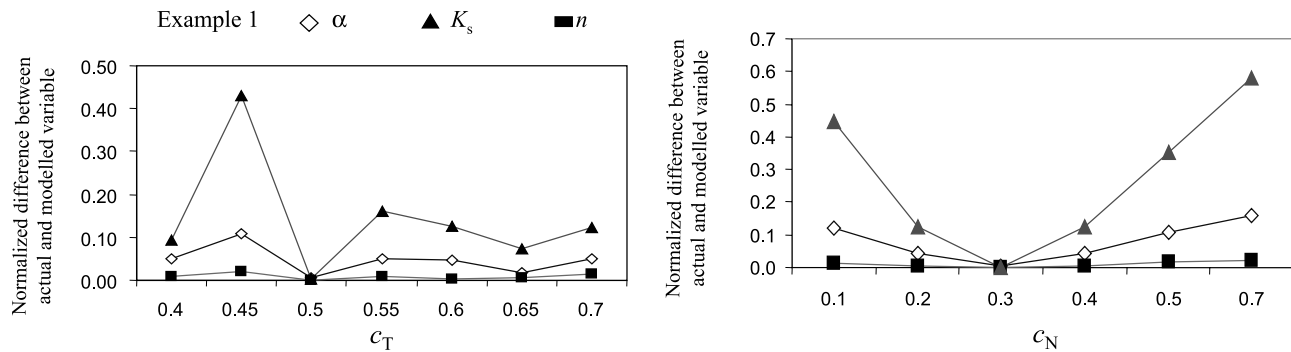 Example 1 α Ks n
Normalized difference between
actual and modelled variable
0.50
0.40
0.30
0.20
0.10
0.00
0.4 0.45 0.5 0.55 0.6 0.65 0.7
cT
Normalized difference between
actual and modelled variable
0.7
0.6
0.5
0.4
0.3
0.2
0.1
0.0
0.1 0.2 0.3 0.4 0.5 0.7
cN